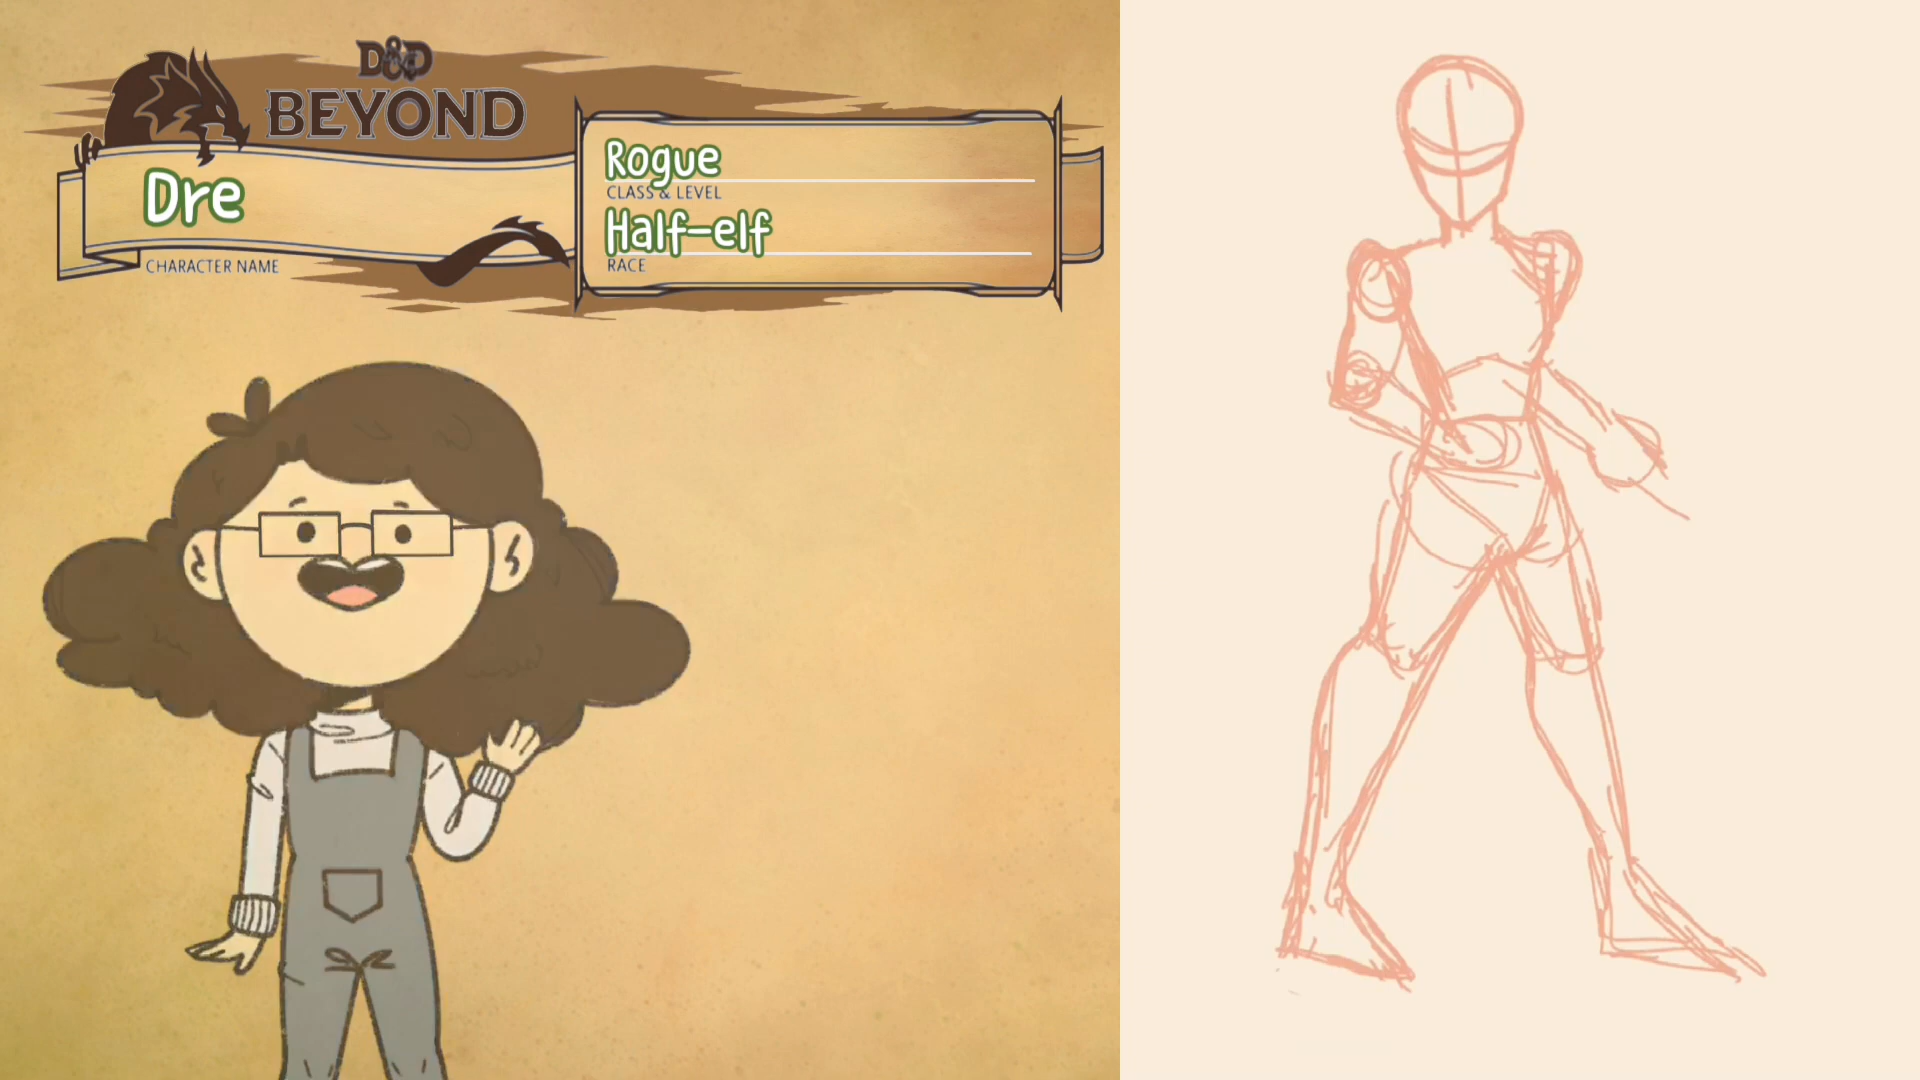 D&D
BEYOND
Dre
CHARACTER NAME
Rogue
CLASS & LEVEL
Half-elf
RACE